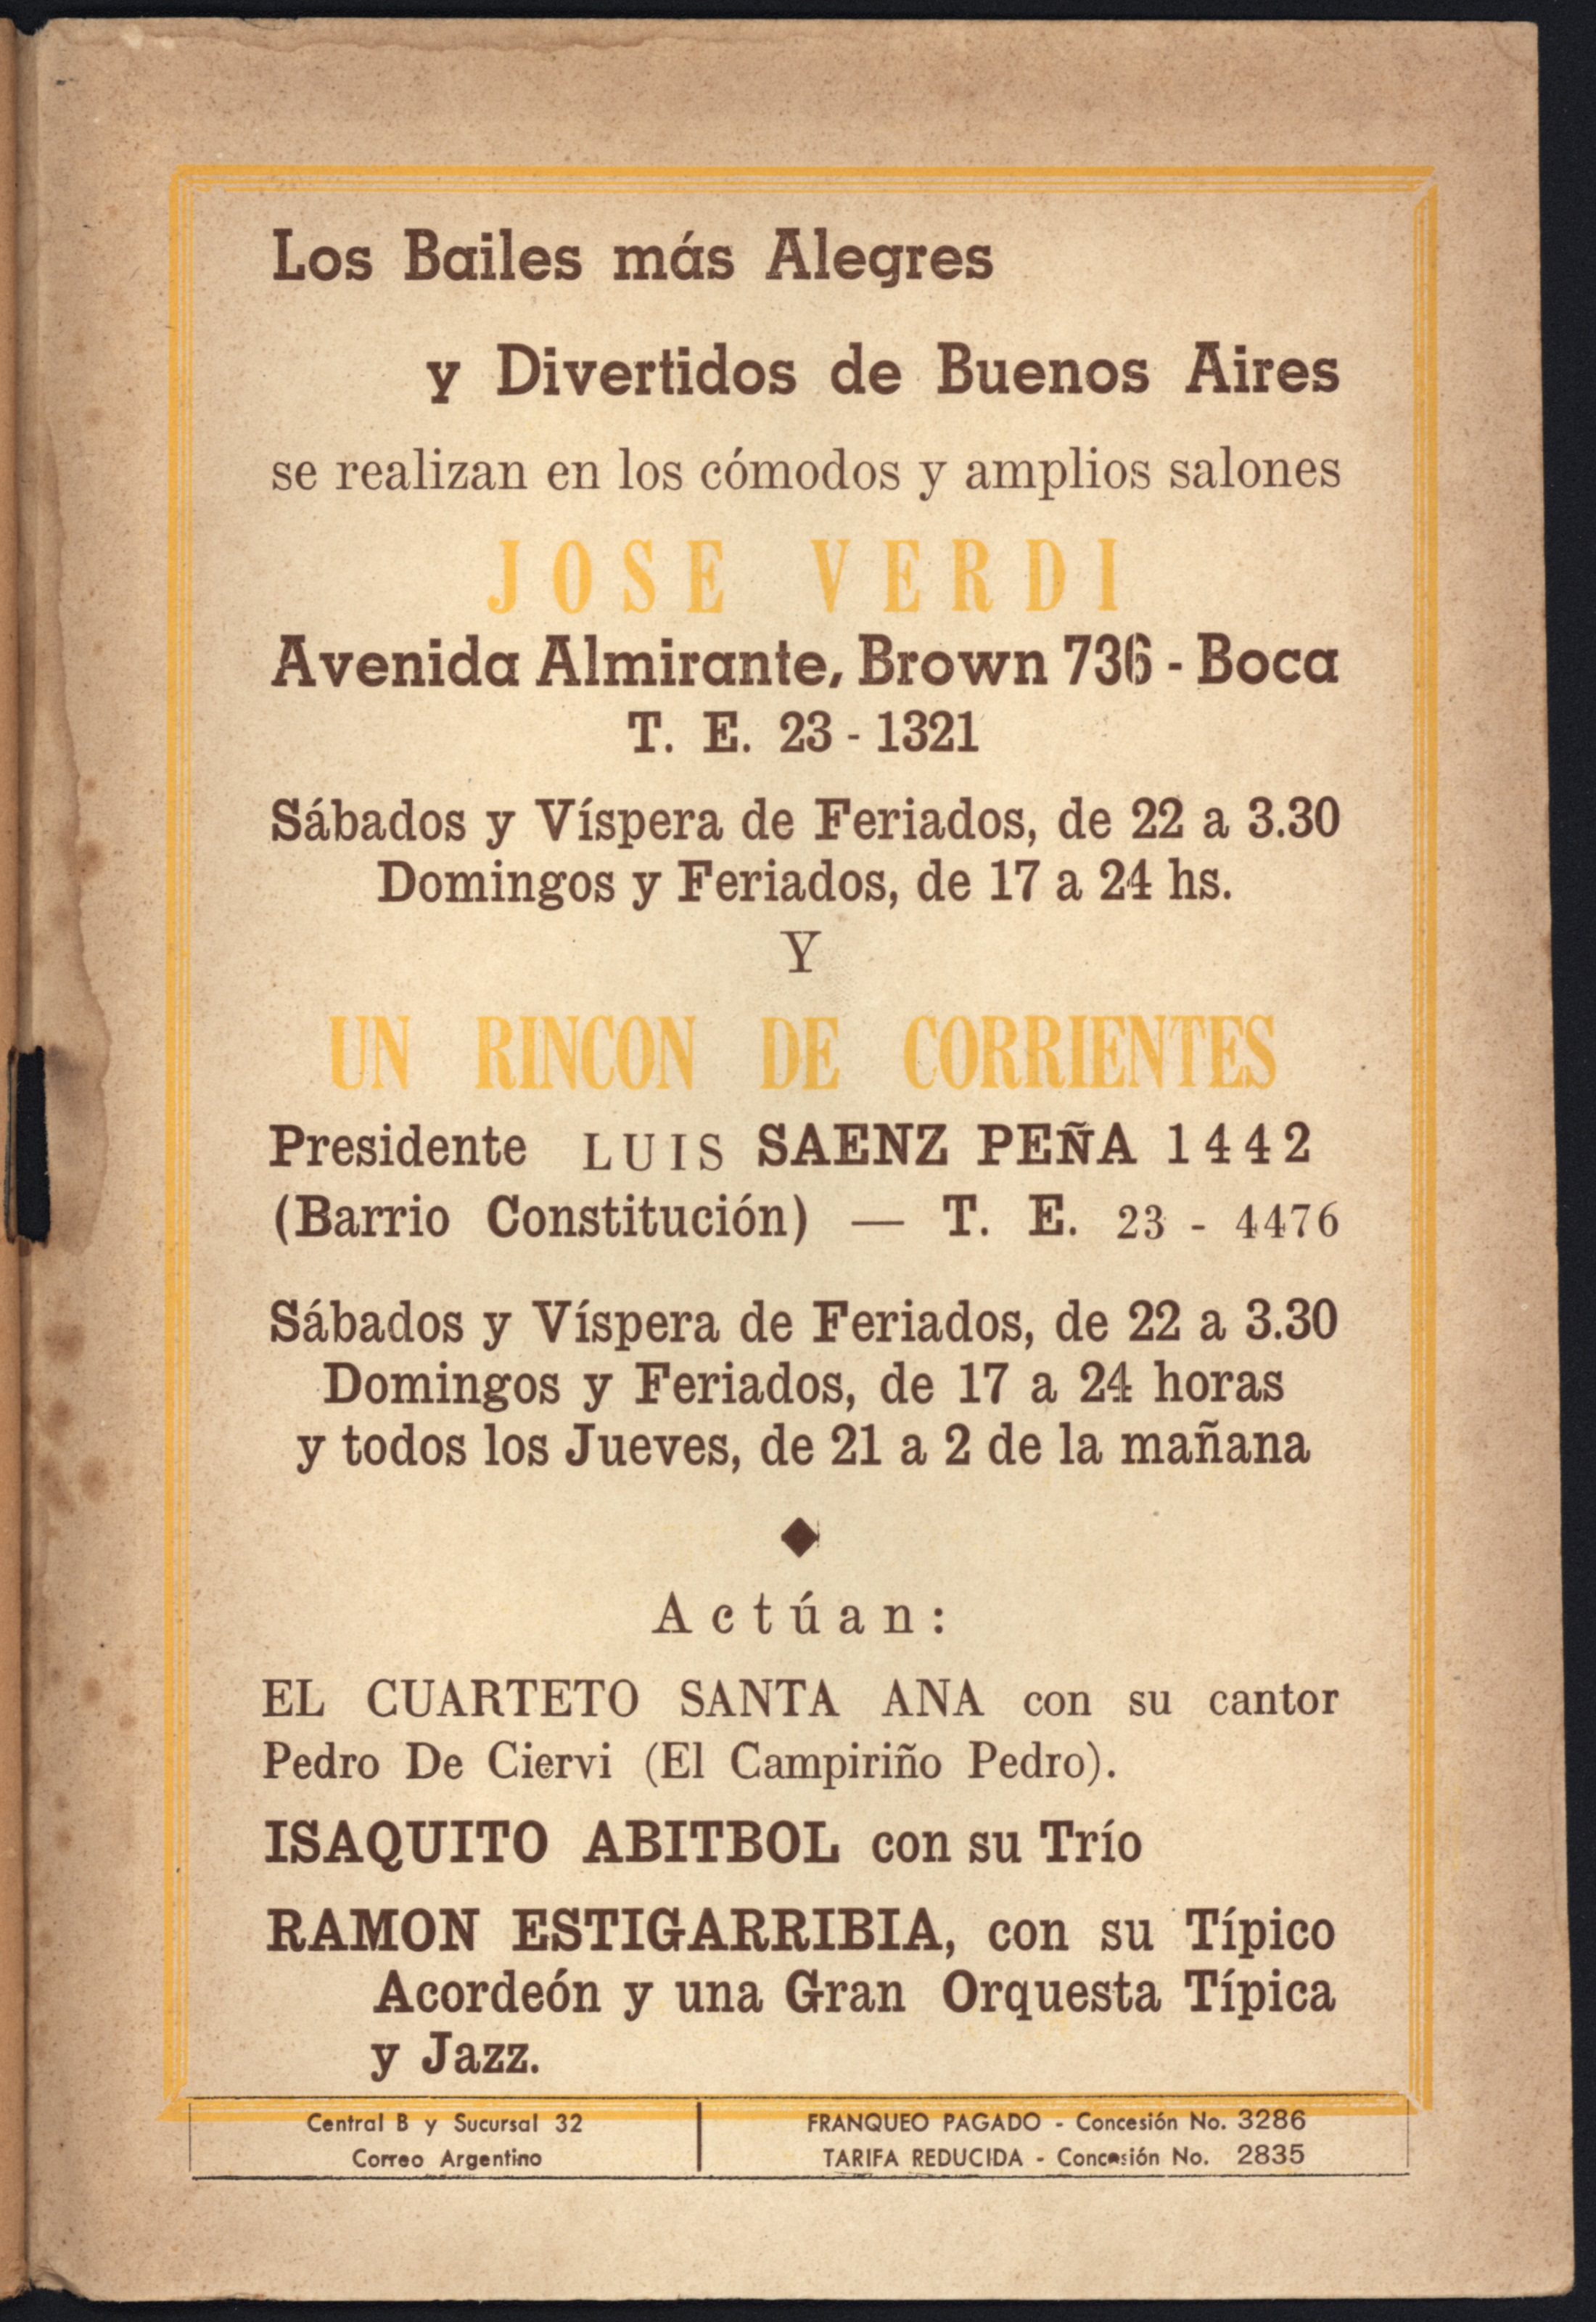 Los Bailes más Alegres
y Divertidos de Buenos Aires
se realizan en los cómodos y amplios salones
JOSE VERDI
Avenida Almirante, Brown 736 - Boca
T. E. 23 - 1321
Sábados y Víspera de Feriados, de 22 a 3.30
Domingos y Feriados, de 17 a 24 hs.
Y
UN RINCON DE CORRIENTES
Presidente LUIS SAENZ PEÑA 1442
(Barrio Constitución) — T. E. 23 - 4476
Sábados y Víspera de Feriados, de 22 a 3.30
Domingos y Feriados, de 17 a 24 horas
y todos los Jueves, de 21 a 2 de la mañana
Actúan:
EL CUARTETO SANTA ANA con su cantor
Pedro De Ciervi (El Campiriño Pedro).
ISAQUITO ABITBOL con su Trío
RAMON ESTIGARRIBIA, con su Típico
Acordeón y una Gran Orquesta Típica
y Jazz.
Central B y Sucursal 32
Correo Argentino
FRANQUEO PAGADO - Concesión No. 3286
TARIFA REDUCIDA - Concesión No. 2835